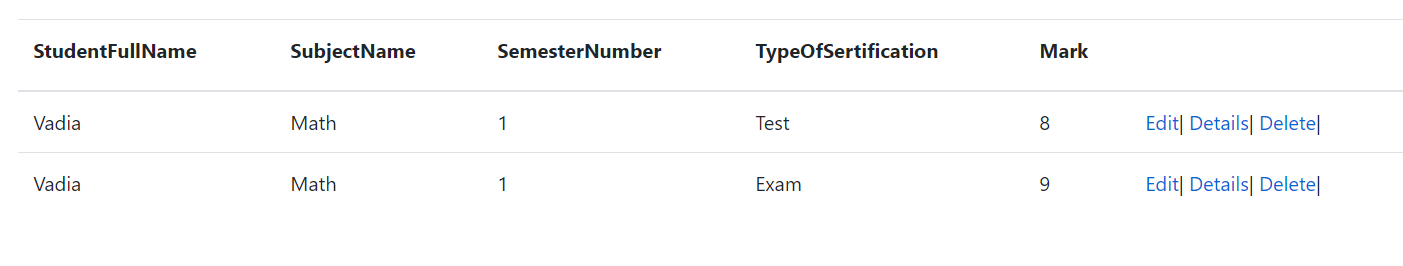 StudentFullName SubjectName SemesterNumber TypeOfSertification Mark
Vadia Math 1 Test 8 Edit| Details| Delete|
Vadia Math 1 Exam 9 Edit| Details| Delete|